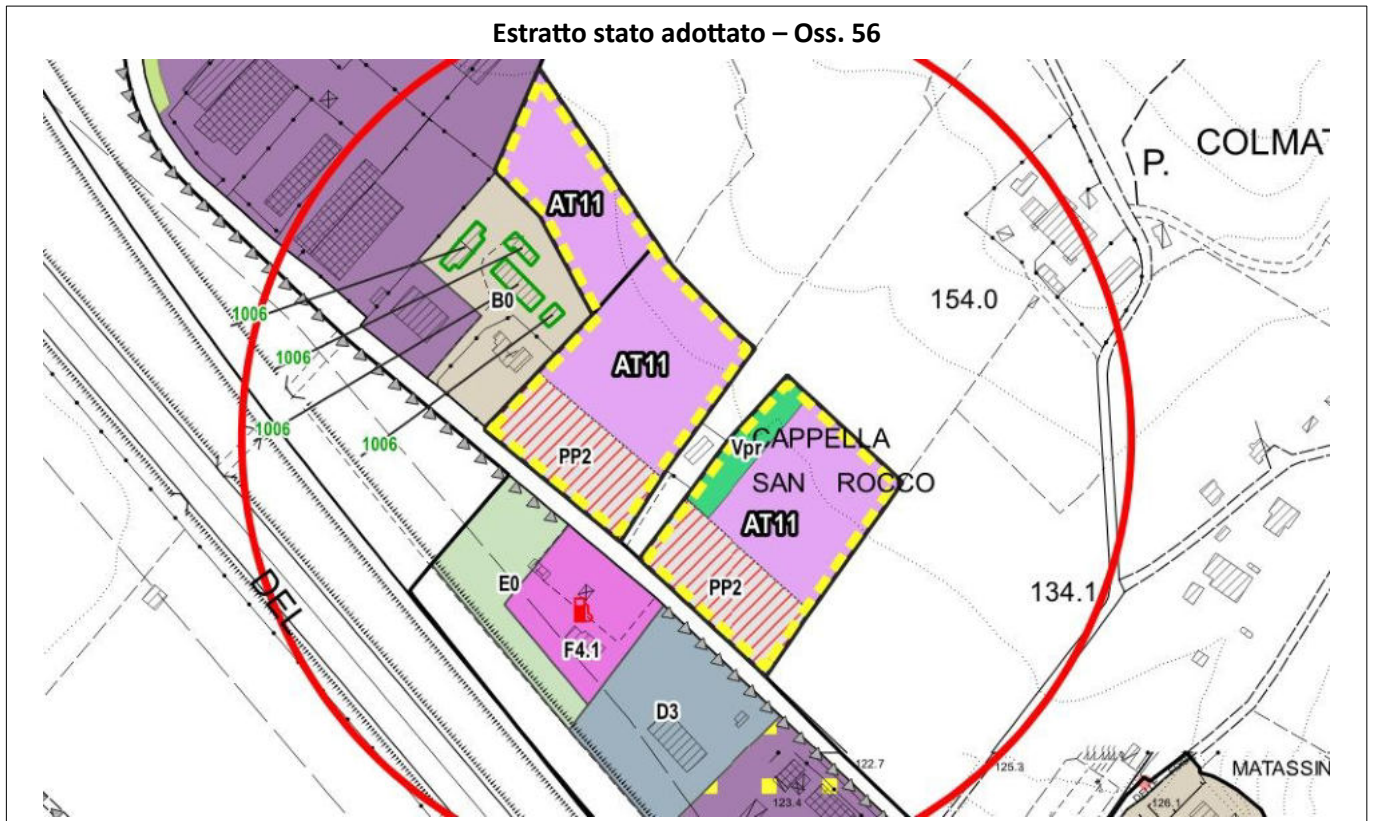 Estratto stato adottato – Oss. 56
COLMAT
P.
AT11
154.0
B0
1006
1006
AT11
1006
1006
CAPPELLA
Vpr
PP2
SAN ROCCO
AT11
E0
PP2
134.1
DEL
F4.1
D3
122.7
125.3
MATASSIN
123.4
126.1